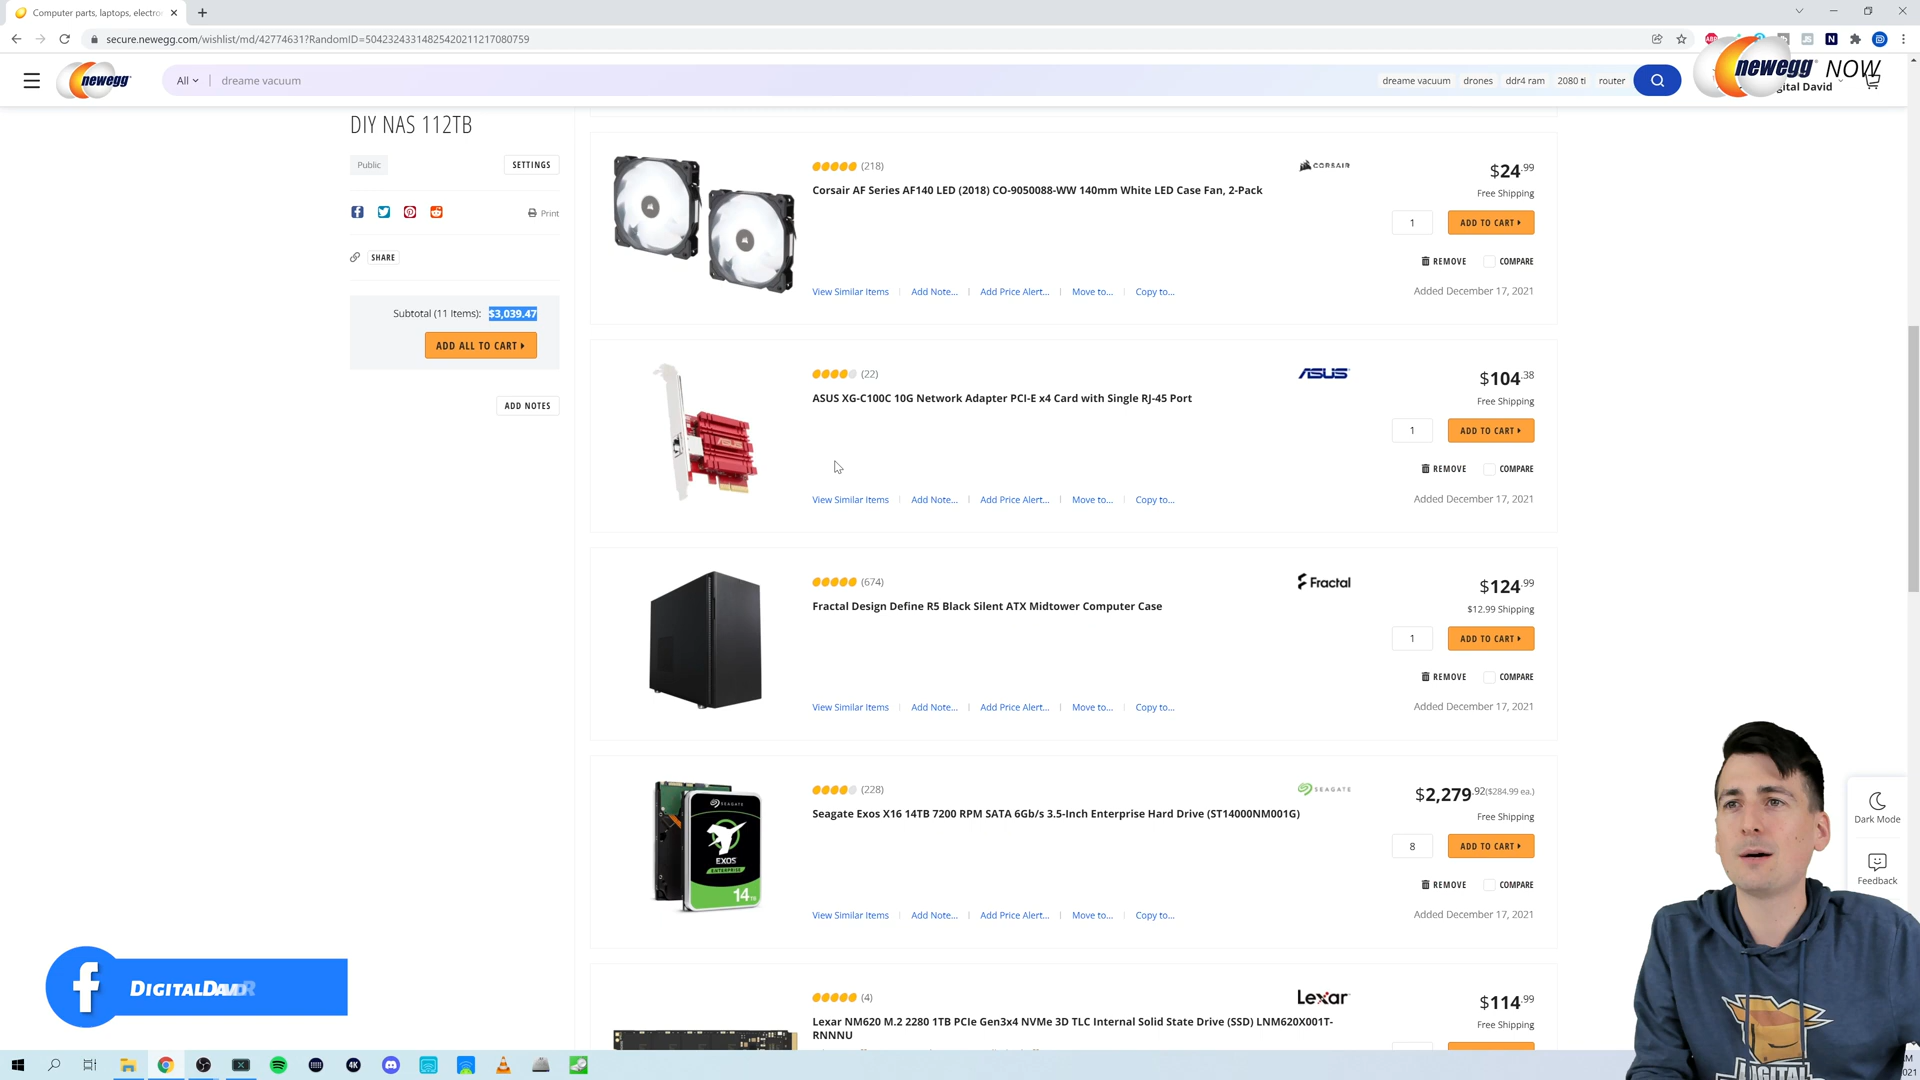 Computer parts, laptops, electro
secure.newegg.com/wishlist/md/42774631?RandomID=50423243314825420211217080759
newegg
All
dreame vacuum
dreame vacuum
drones
ddr4 ram
2080 ti
router
newegg NOW
gital David
DIY NAS 112TB
Public
SETTINGS
Print
SHARE
Subtotal (11 Items): $3,039.47
ADD ALL TO CART
ADD NOTES
(218)
CORSAIR
$24.99
Corsair AF Series AF140 LED (2018) CO-9050088-WW 140mm White LED Case Fan, 2-Pack
Free Shipping
1
ADD TO CART
REMOVE
COMPARE
View Similar Items
Add Note...
Add Price Alert...
Move to...
Copy to...
Added December 17, 2021
(22)
ASUS
$104.38
ASUS XG-C100C 10G Network Adapter PCI-E x4 Card with Single RJ-45 Port
Free Shipping
1
ADD TO CART
REMOVE
COMPARE
View Similar Items
Add Note...
Add Price Alert...
Move to...
Copy to...
Added December 17, 2021
(674)
Fractal
$124.99
Fractal Design Define R5 Black Silent ATX Midtower Computer Case
$12.99 Shipping
1
ADD TO CART
REMOVE
COMPARE
View Similar Items
Add Note...
Add Price Alert...
Move to...
Copy to...
Added December 17, 2021
(228)
SEAGATE
$2,279.92($284.99 ea.)
Seagate Exos X16 14TB 7200 RPM SATA 6Gb/s 3.5-Inch Enterprise Hard Drive (ST14000NM001G)
Free Shipping
SEAGATE
EXOS
ENTERPRISE
14TB
8
ADD TO CART
REMOVE
COMPARE
View Similar Items
Add Note...
Add Price Alert...
Move to...
Copy to...
Added December 17, 2021
(4)
Lexar
$114.99
Lexar NM620 M.2 2280 1TB PCIe Gen3x4 NVMe 3D TLC Internal Solid State Drive (SSD) LNM620X001T-
RNNNU
Free Shipping
Dark Mode
Feedback
DIGITAL
4K